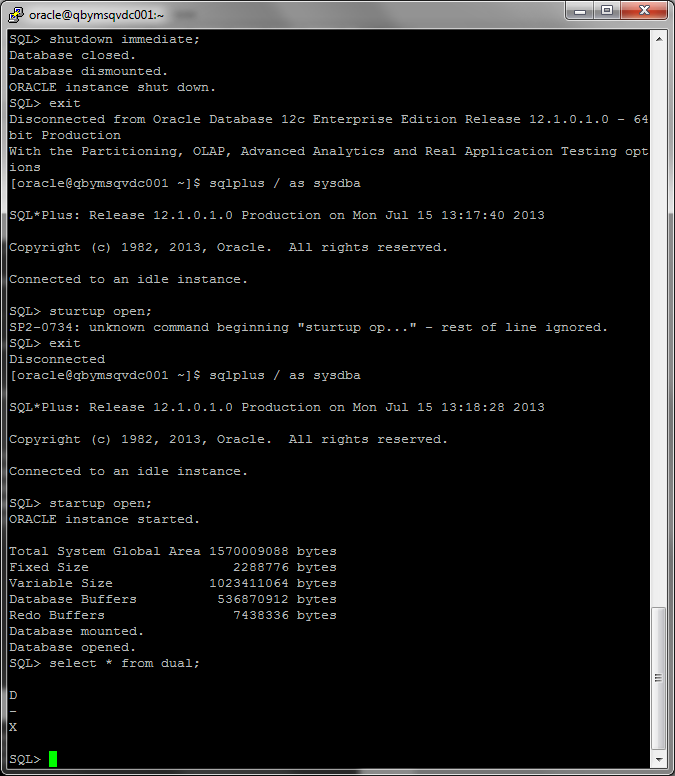 oracle@qbymsqvdc001:~
SQL> shutdown immediate;
Database closed.
Database dismounted.
ORACLE instance shut down.
SQL> exit
Disconnected from Oracle Database 12c Enterprise Edition Release 12.1.0.1.0 - 64
bit Production
With the Partitioning, OLAP, Advanced Analytics and Real Application Testing opt
ions
[oracle@qbymsqvdc001 ~]$ sqlplus / as sysdba
SQL*Plus: Release 12.1.0.1.0 Production on Mon Jul 15 13:17:40 2013
Copyright (c) 1982, 2013, Oracle.  All rights reserved.
Connected to an idle instance.
SQL> sturtup open;
SP2-0734: unknown command beginning "sturtup op..." - rest of line ignored.
SQL> exit
Disconnected
[oracle@qbymsqvdc001 ~]$ sqlplus / as sysdba
SQL*Plus: Release 12.1.0.1.0 Production on Mon Jul 15 13:18:28 2013
Copyright (c) 1982, 2013, Oracle.  All rights reserved.
Connected to an idle instance.
SQL> startup open;
ORACLE instance started.
Total System Global Area 1570009088 bytes
Fixed Size                  2288776 bytes
Variable Size            1023411064 bytes
Database Buffers          536870912 bytes
Redo Buffers                7438336 bytes
Database mounted.
Database opened.
SQL> select * from dual;
D
-
X
SQL>